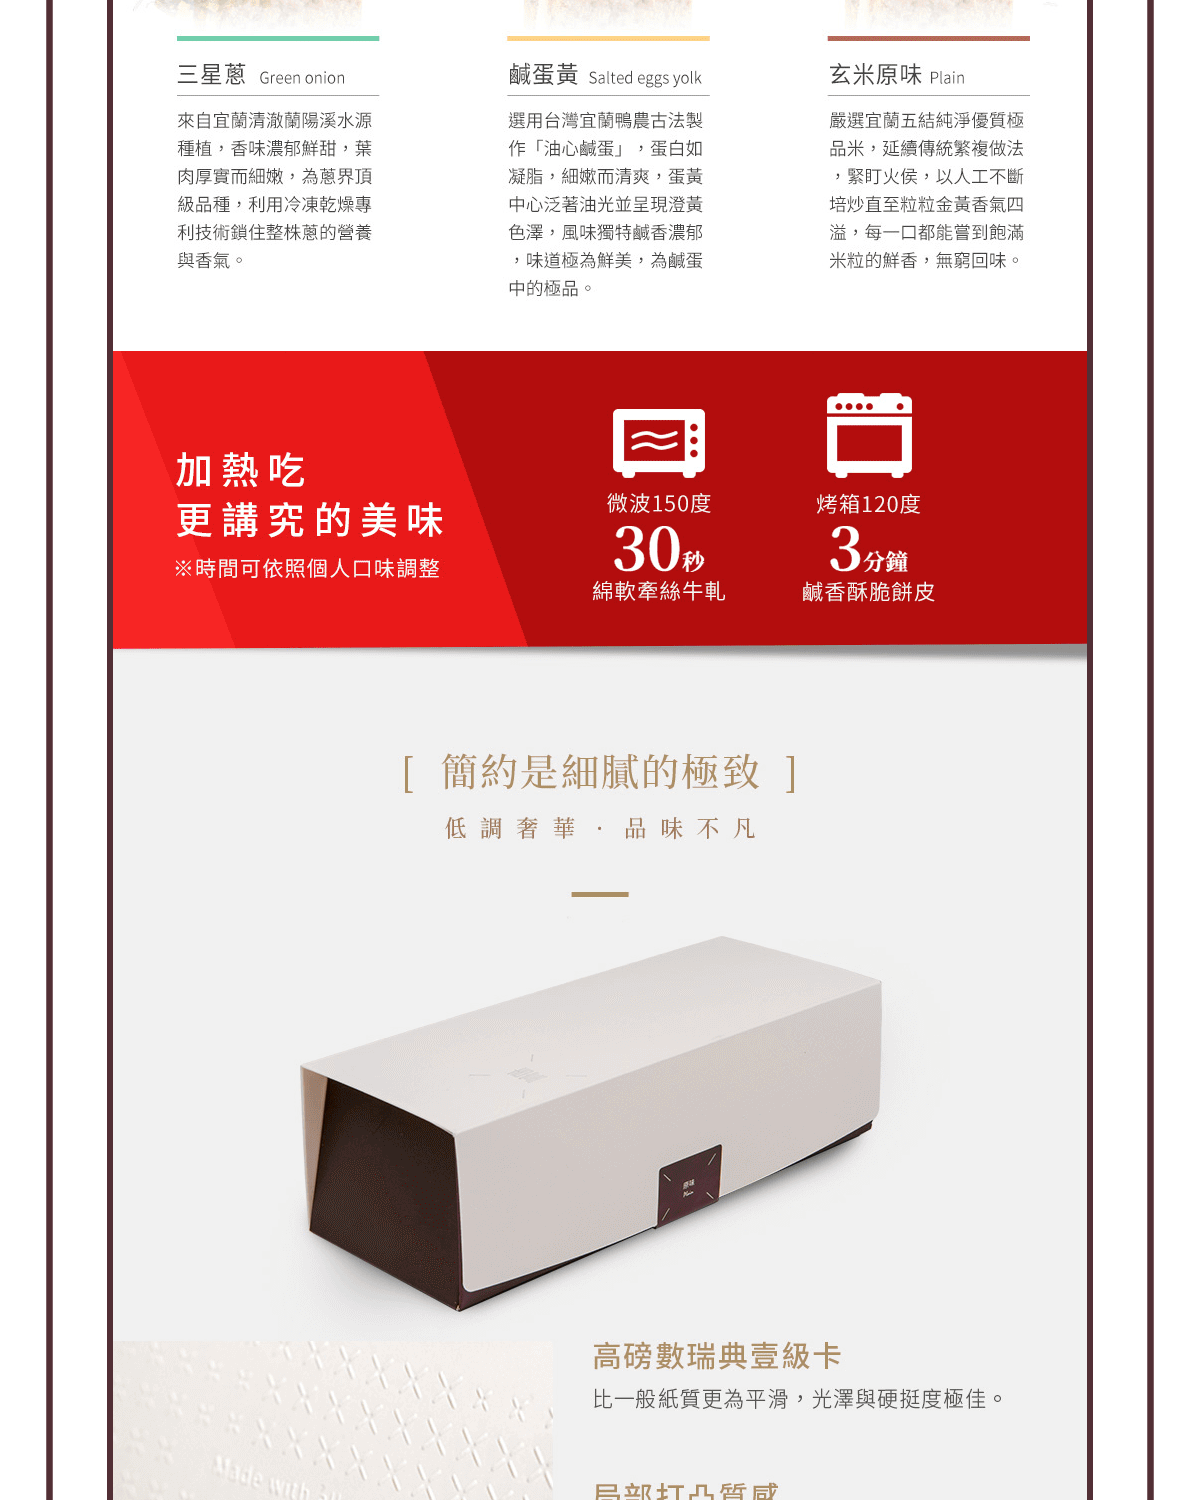 三星蔥 Green onion
來自宜蘭清澈蘭陽溪水源
種植，香味濃郁鮮甜，葉
肉厚實而細嫩，為蔥界頂
級品種，利用冷凍乾燥專
利技術鎖住整株蔥的營養
與香氣。
鹹蛋黃 Salted eggs yolk
選用台灣宜蘭鴨農古法製
作「油心鹹蛋」，蛋白如
凝脂，細嫩而清爽，蛋黃
中心泛著油光並呈現澄黃
色澤，風味獨特鹹香濃郁
，味道極為鮮美，為鹹蛋
中的極品。
玄米原味 Plain
嚴選宜蘭五結純淨優質極
品米，延續傳統繁複做法
，緊盯火侯，以人工不斷
培炒直至粒粒金黃香氣四
溢，每一口都能嘗到飽滿
米粒的鮮香，無窮回味。
加熱吃
更講究的美味
※時間可依照個人口味調整
微波150度
30秒
綿軟牽絲牛軋
烤箱120度
3分鐘
鹹香酥脆餅皮
[ 簡約是細膩的極致 ]
低調奢華．品味不凡
原味
Plain
高磅數瑞典壹級卡
比一般紙質更為平滑，光澤與硬挺度極佳。
Made with
局部打凸質感